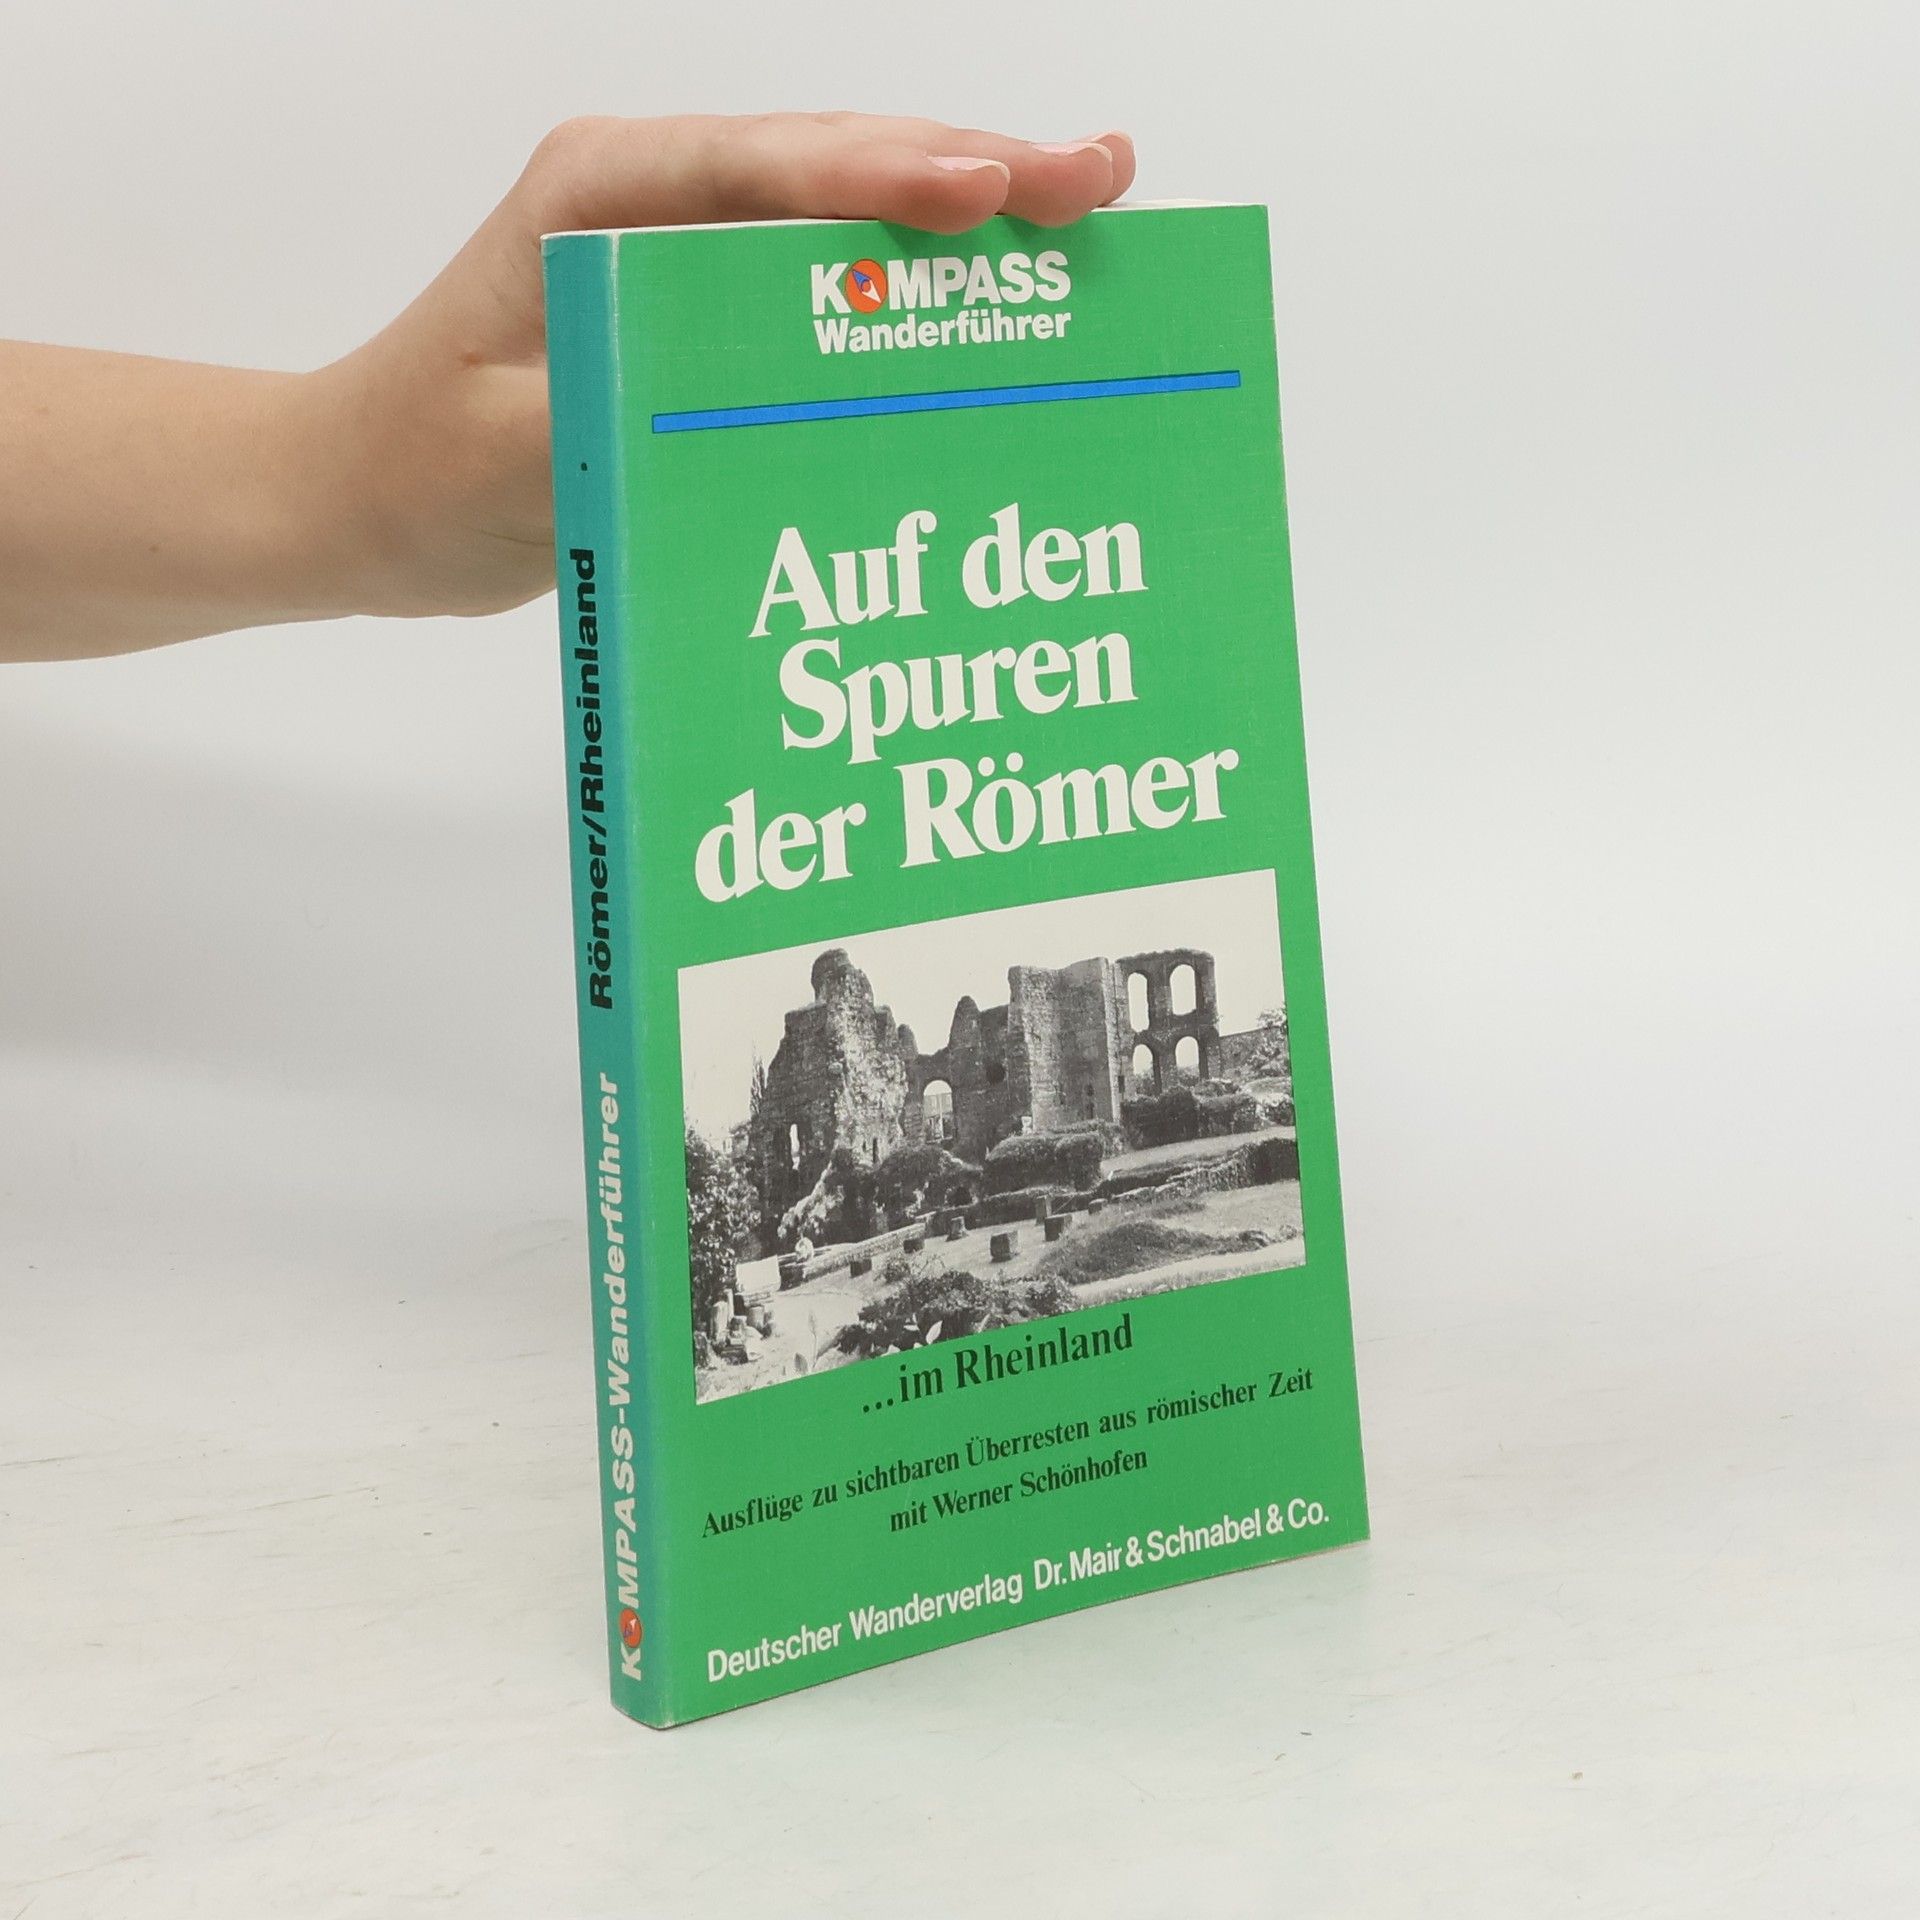 KOMPASS
Wanderführer
Auf den
Spuren
der Römer
...im Rheinland
Ausflüge zu sichtbaren Überresten aus römischer Zeit
mit Werner Schönhofen
Deutscher Wanderverlag Dr. Mair & Schnabel & Co.
KOMPASS-Wanderführer Römer/Rheinland